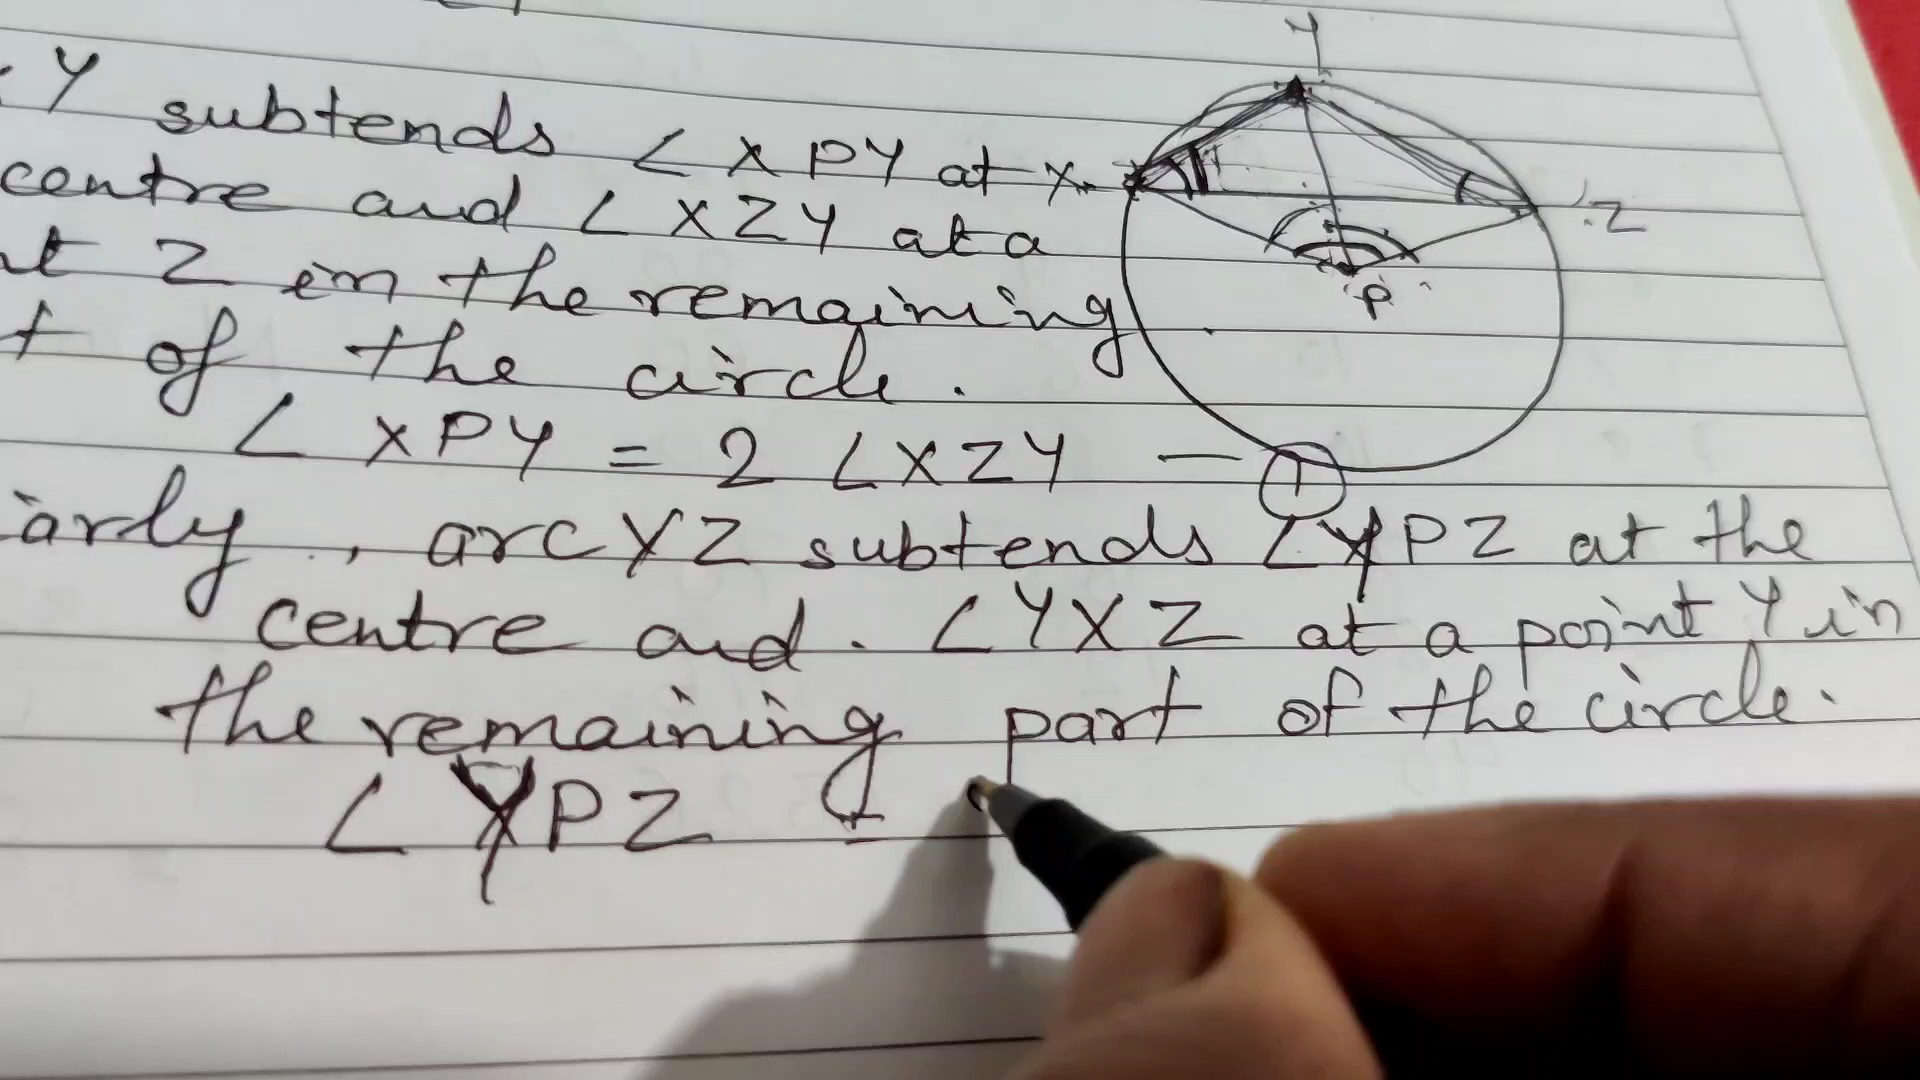 Y
Y subtends ∠XPY at
X
centre and ∠XZY at a
Z
Z in the remaining
P
of the circle.
∠XPY = 2 ∠XZY — 1
arly, arc YZ subtends ∠YPZ at the
centre and. ∠YXZ at a point Y in
the remaining part of the circle.
∠YPZ